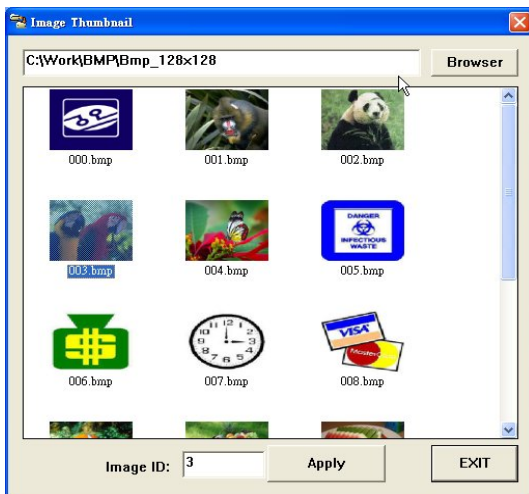 Image Thumbnail
C:\Work\BMP\Bmp_128x128
Browser
000.bmp 001.bmp 002.bmp
003.bmp 004.bmp 005.bmp
DANGER
INFECTIOUS
WASTE
006.bmp 007.bmp 008.bmp
VISA
MasterCard
Image ID: 3 Apply EXIT